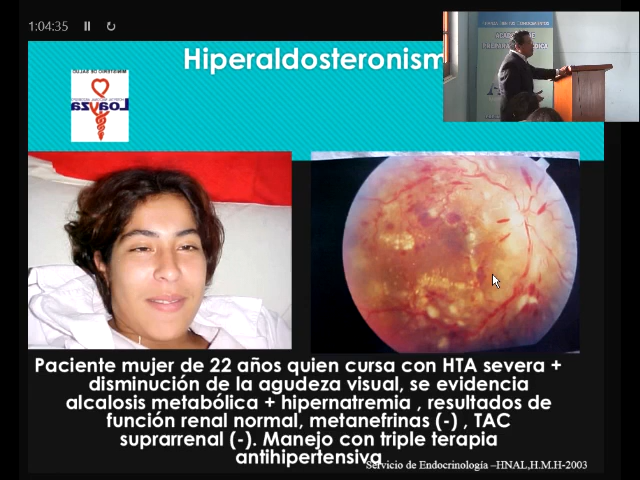 1:04:35
Hiperaldosteronism
Loayza
Paciente mujer de 22 años quien cursa con HTA severa +
disminución de la agudeza visual, se evidencia
alcalosis metabólica + hipernatremia , resultados de
función renal normal, metanefrinas (-) , TAC
suprarrenal (-). Manejo con triple terapia
antihipertensiva
Servicio de Endocrinología –HNAL,H.M.H-2003